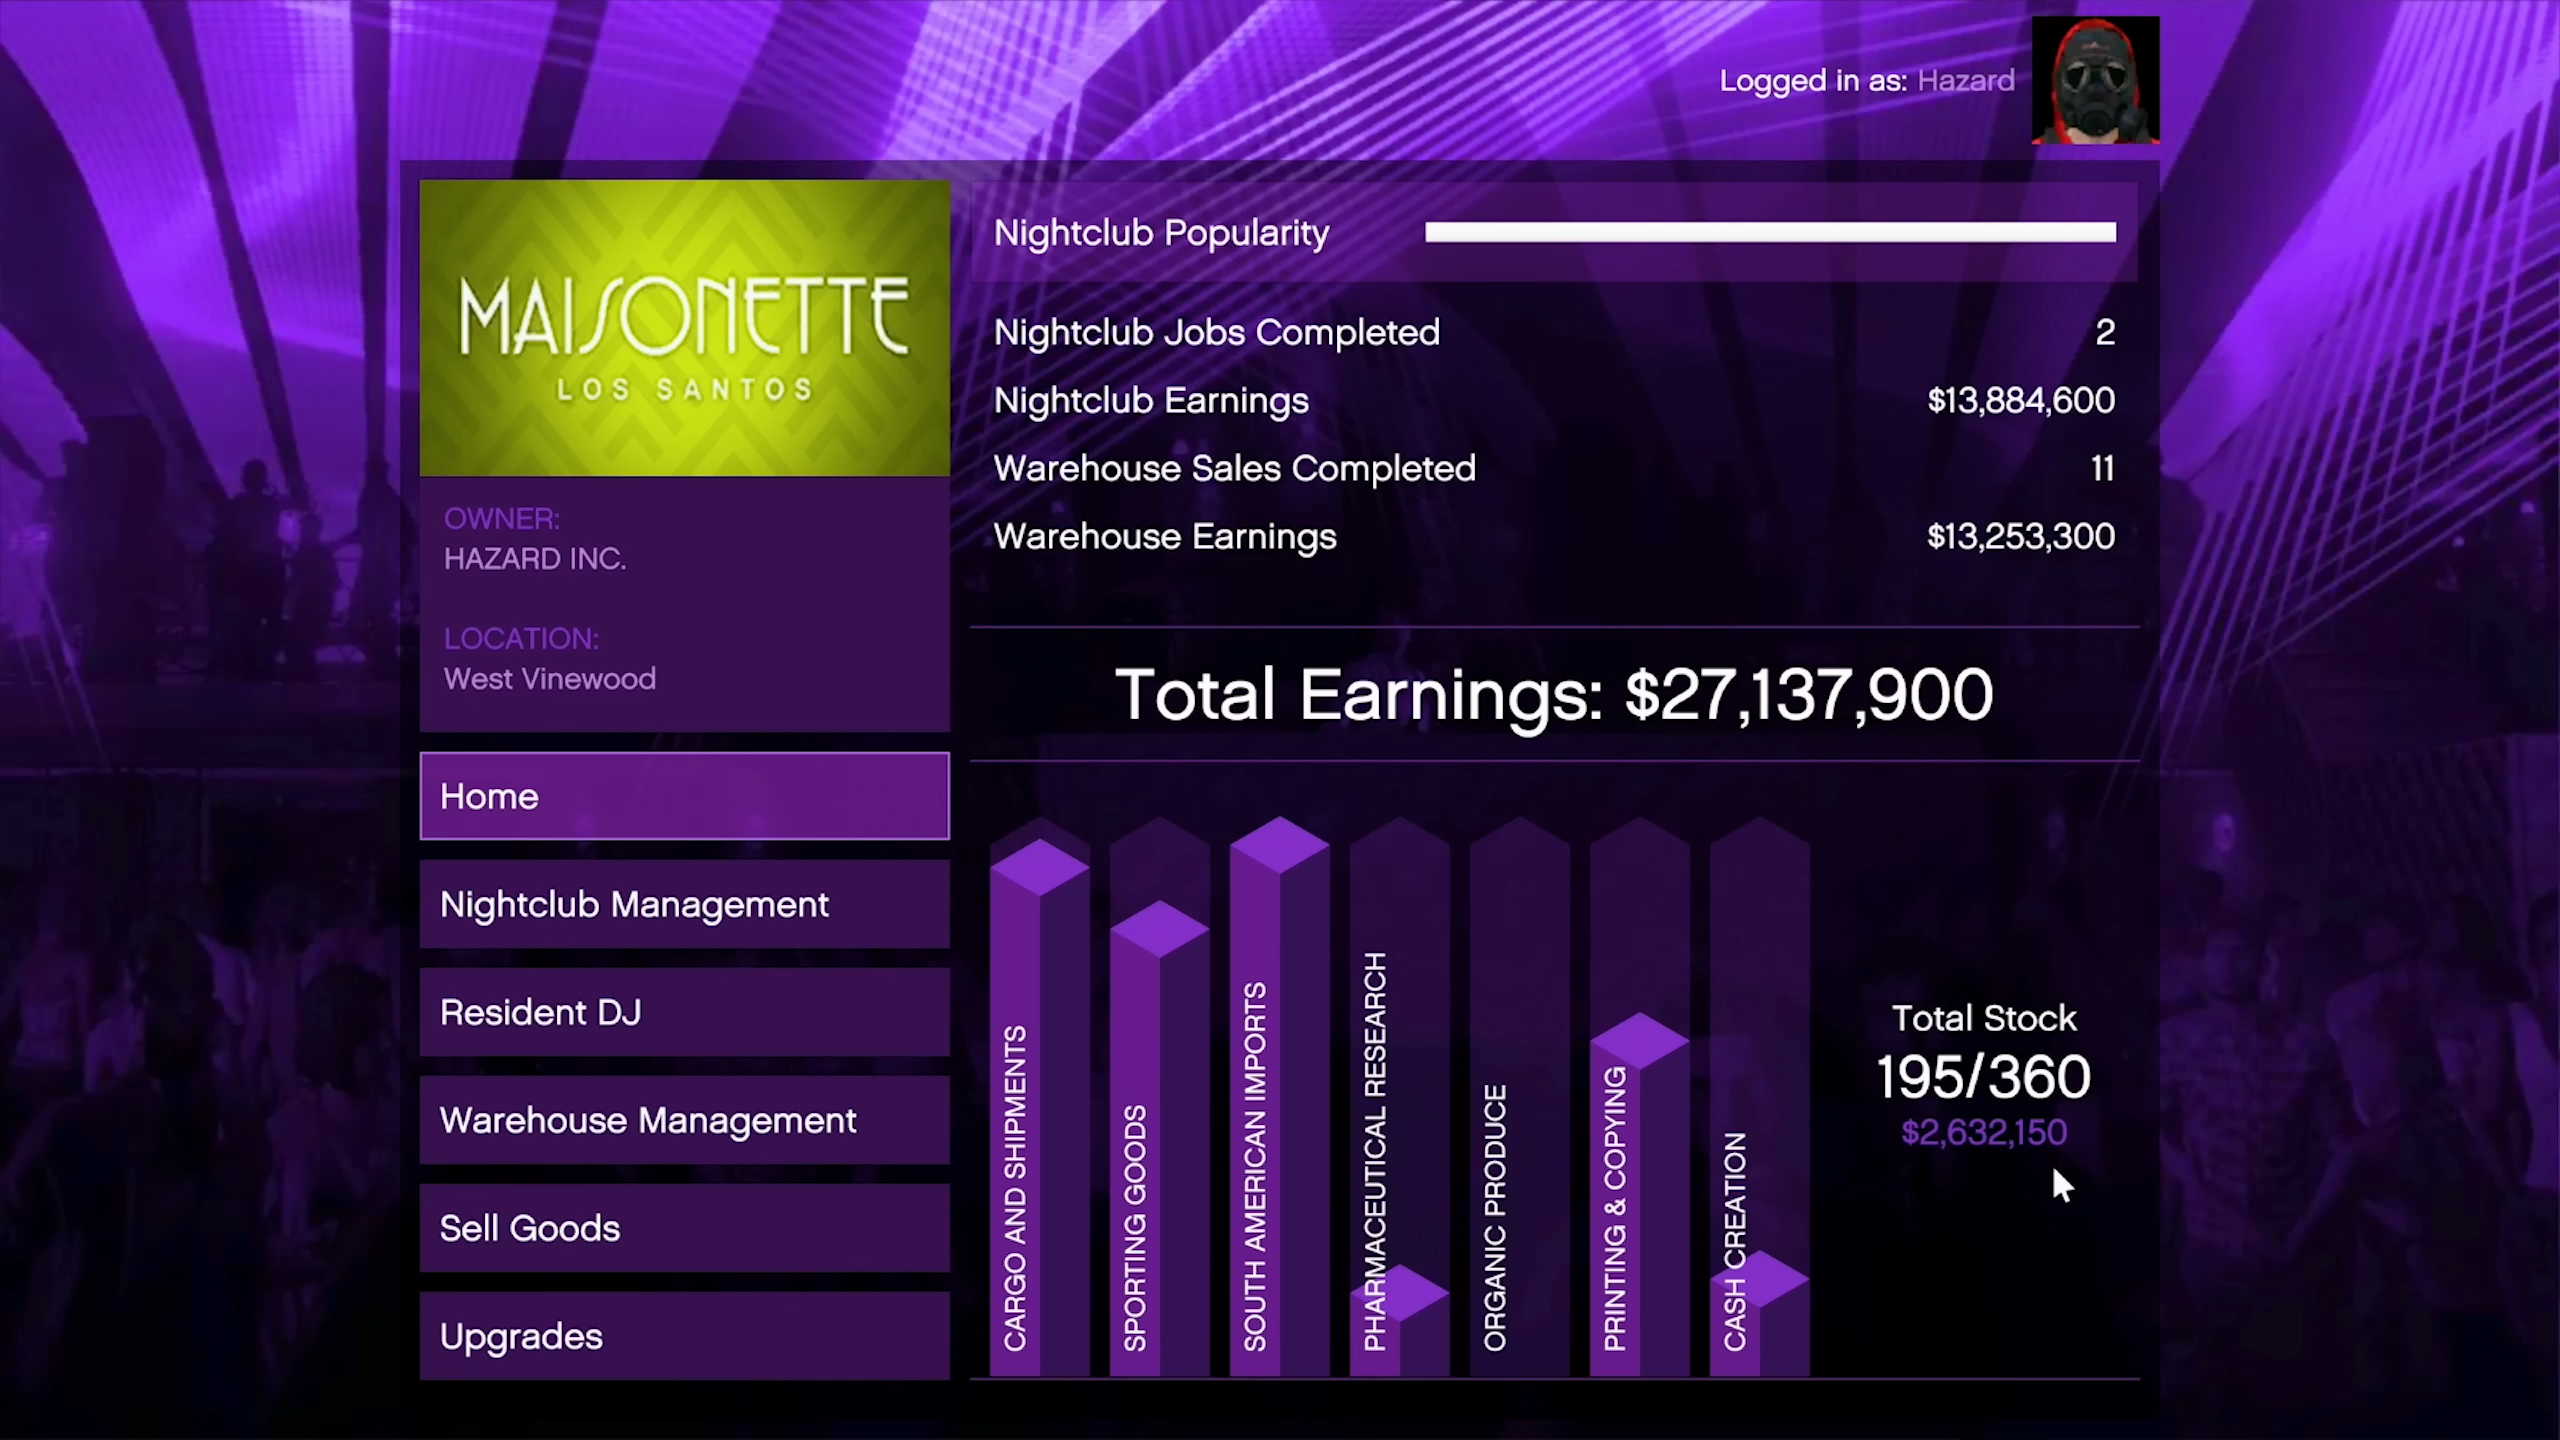 Logged in as: Hazard
MAISONETTE
LOS SANTOS
OWNER:
HAZARD INC.
LOCATION:
West Vinewood
Home
Nightclub Management
Resident DJ
Warehouse Management
Sell Goods
Upgrades
Nightclub Popularity
Nightclub Jobs Completed 2
Nightclub Earnings $13,884,600
Warehouse Sales Completed 11
Warehouse Earnings $13,253,300
Total Earnings: $27,137,900
CARGO AND SHIPMENTS
SPORTING GOODS
SOUTH AMERICAN IMPORTS
PHARMACEUTICAL RESEARCH
ORGANIC PRODUCE
PRINTING & COPYING
CASH CREATION
Total Stock
195/360
$2,632,150